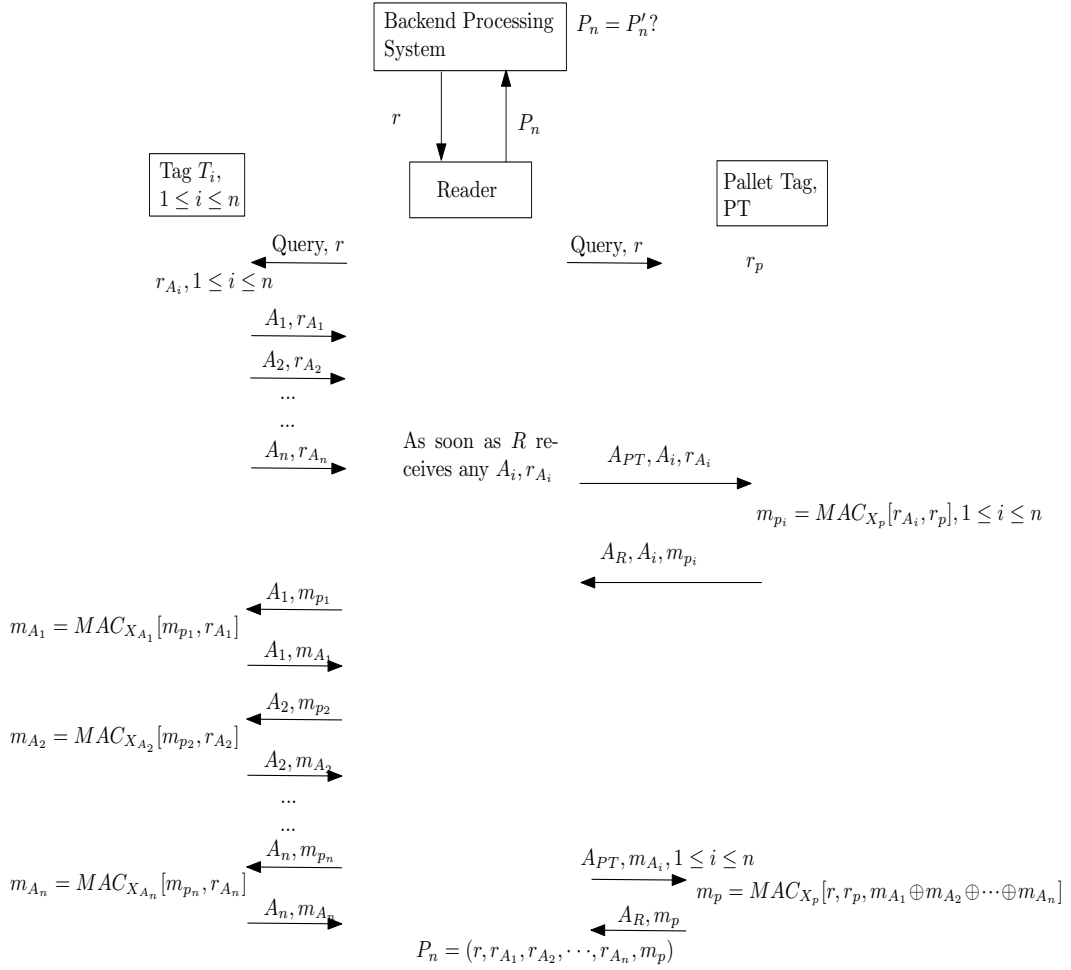 Backend Processing
System
P_n = P'_n?
r
P_n
Tag T_i,
1 ≤ i ≤ n
Reader
Pallet Tag,
PT
Query, r
Query, r
r_{A_i}, 1 ≤ i ≤ n
r_p
A_1, r_{A_1}
A_2, r_{A_2}
...
...
A_n, r_{A_n}
As soon as R re-
ceives any A_i, r_{A_i}
A_{PT}, A_i, r_{A_i}
m_{p_i} = MAC_{X_p}[r_{A_i}, r_p], 1 ≤ i ≤ n
A_R, A_i, m_{p_i}
A_1, m_{p_1}
m_{A_1} = MAC_{X_{A_1}}[m_{p_1}, r_{A_1}]
A_1, m_{A_1}
A_2, m_{p_2}
m_{A_2} = MAC_{X_{A_2}}[m_{p_2}, r_{A_2}]
A_2, m_{A_2}
...
...
A_n, m_{p_n}
A_{PT}, m_{A_i}, 1 ≤ i ≤ n
m_{A_n} = MAC_{X_{A_n}}[m_{p_n}, r_{A_n}]
m_p = MAC_{X_p}[r, r_p, m_{A_1} ⊕ m_{A_2} ⊕ ··· ⊕ m_{A_n}]
A_n, m_{A_n}
A_R, m_p
P_n = (r, r_{A_1}, r_{A_2}, ···, r_{A_n}, m_p)